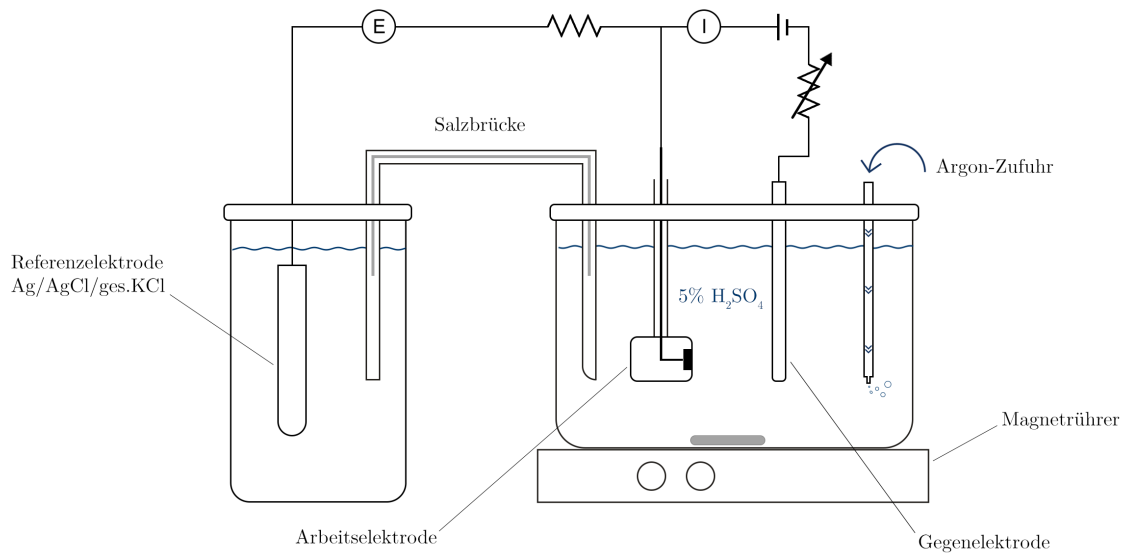 E
I
Salzbrücke
Argon-Zufuhr
Referenzelektrode
Ag/AgCl/ges.KCl
5% H₂SO₄
Magnetrührer
Arbeitselektrode
Gegenelektrode